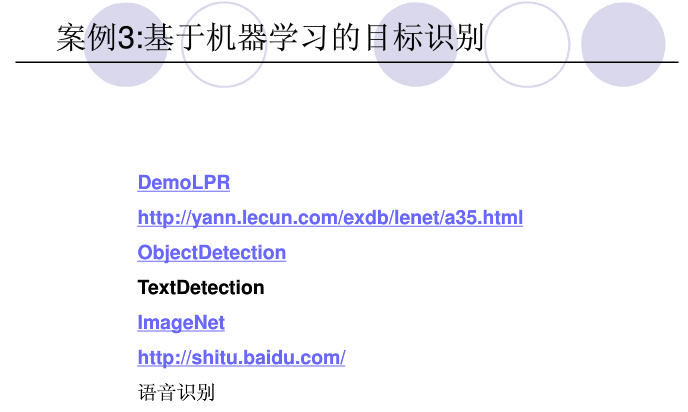 案例3:基于机器学习的目标识别
DemoLPR
http://yann.lecun.com/exdb/lenet/a35.html
ObjectDetection
TextDetection
ImageNet
http://shitu.baidu.com/
语音识别